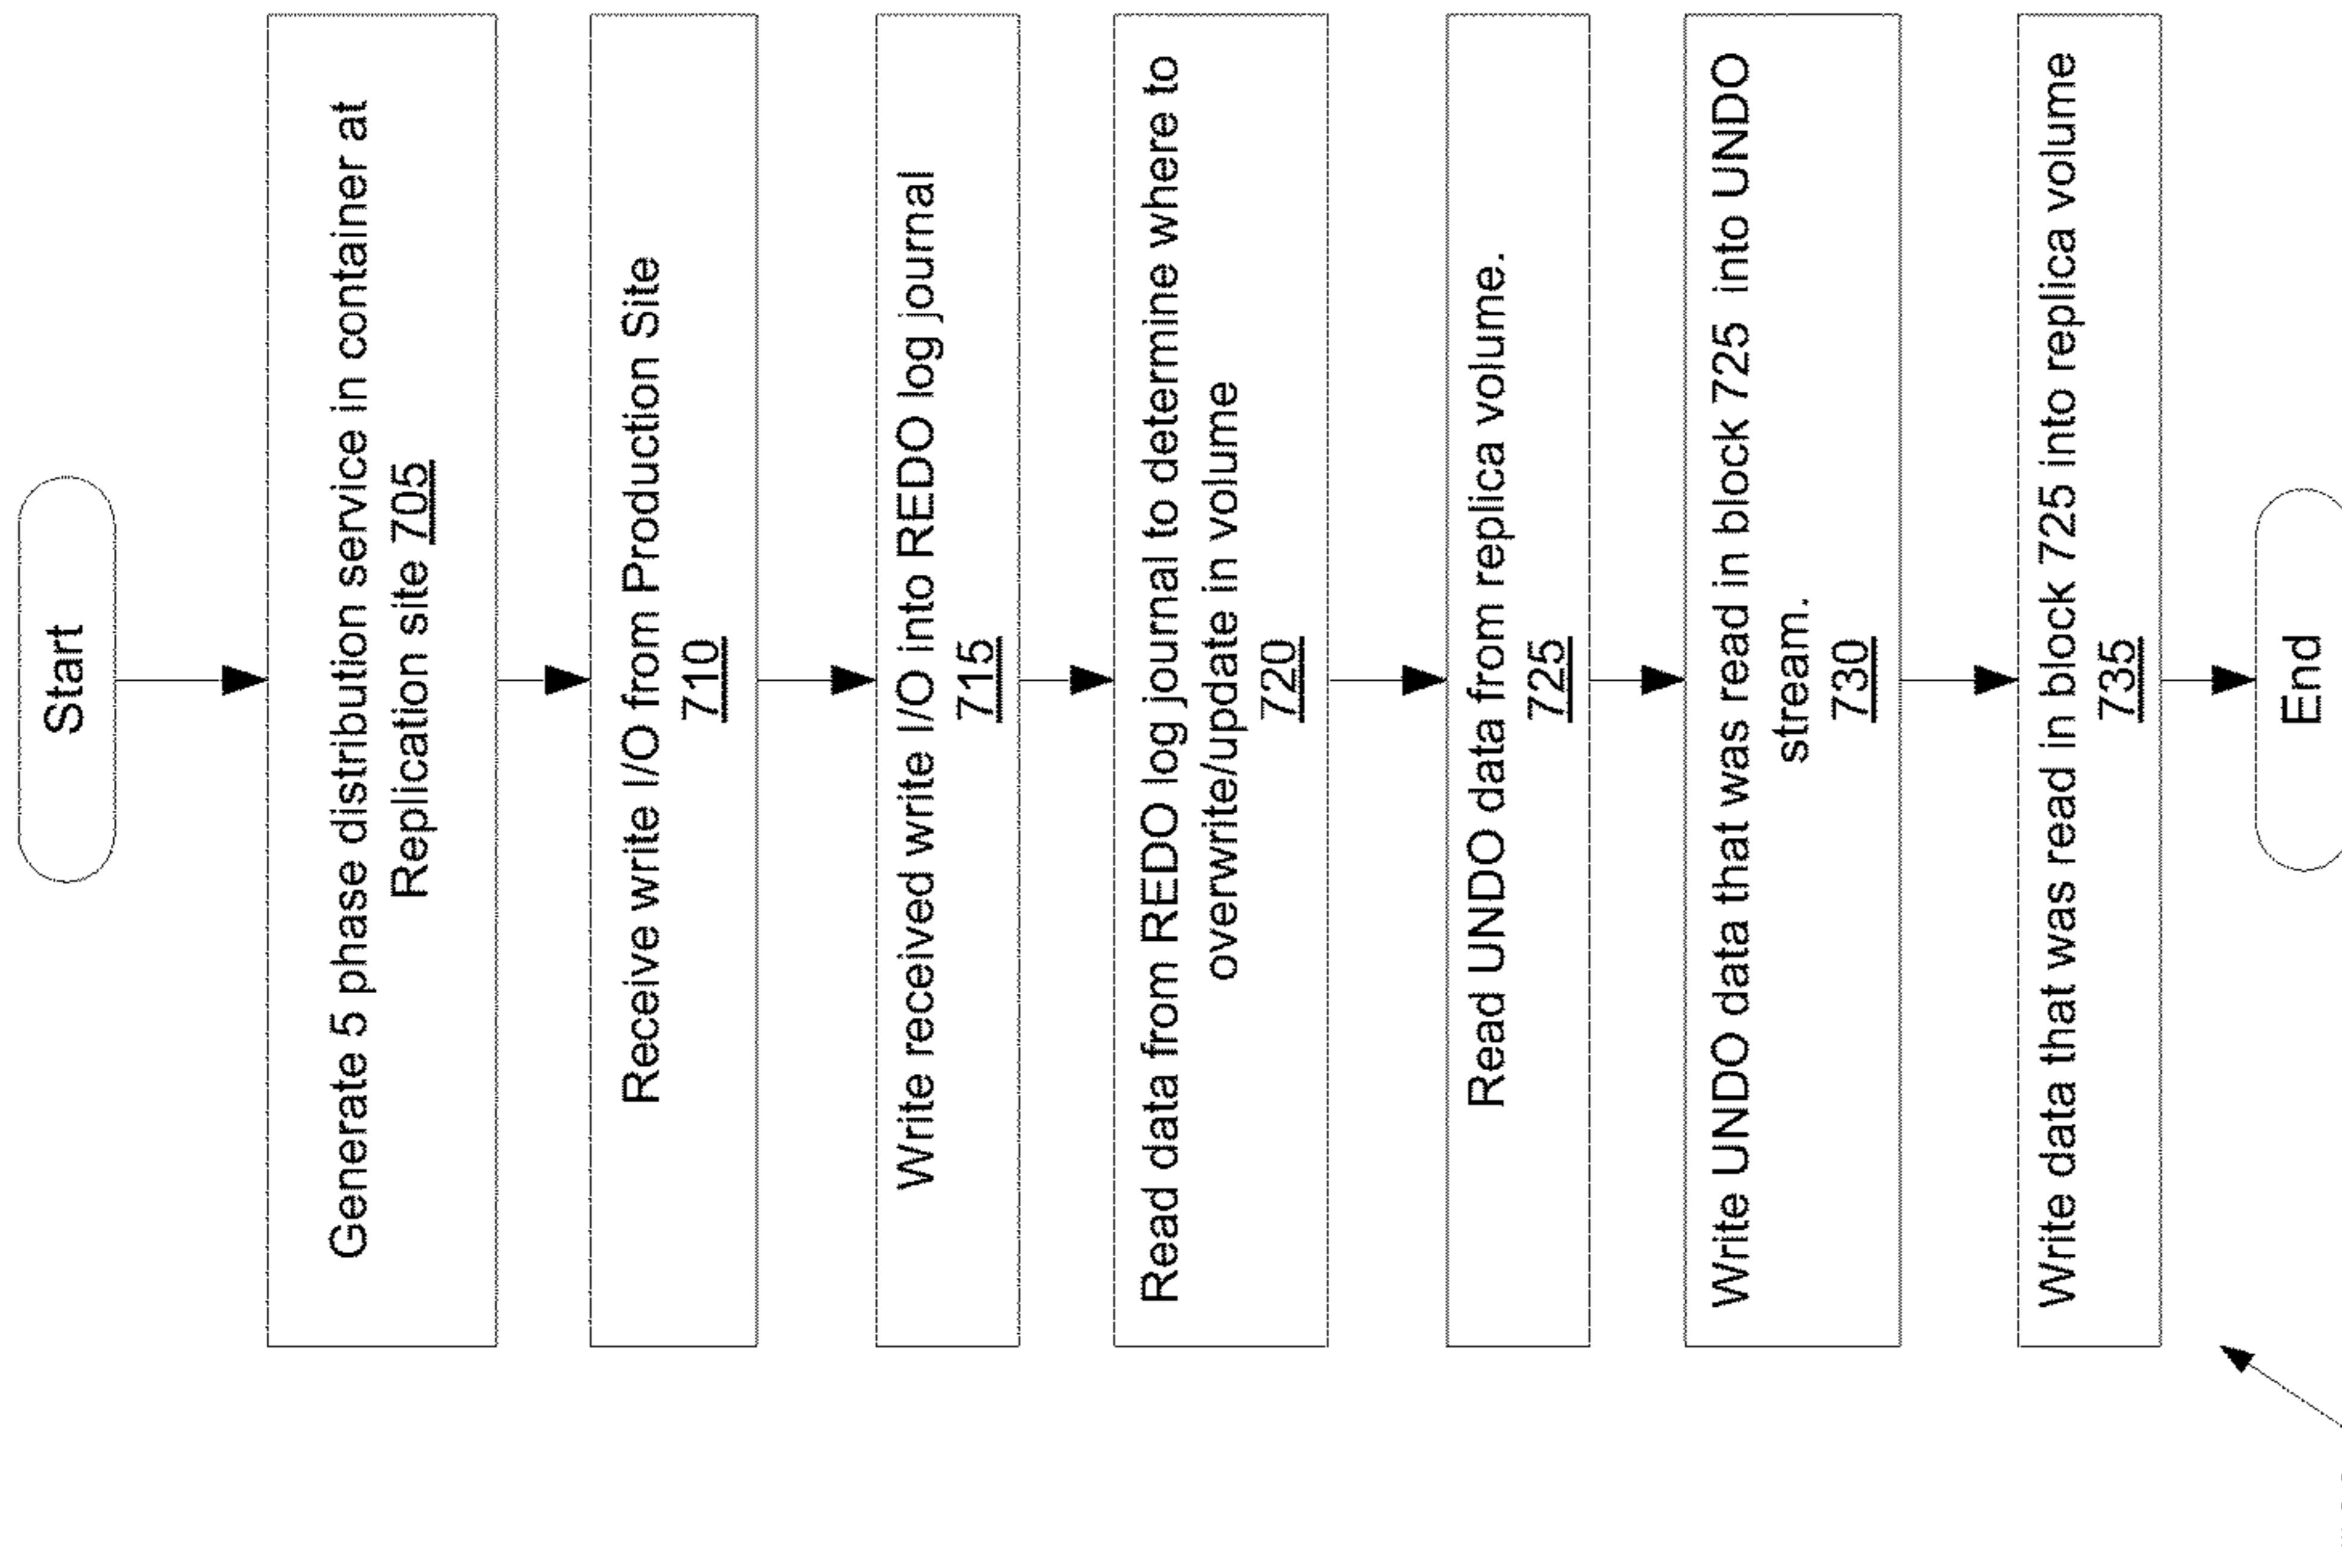 Start
Generate 5 phase distribution service in container at
Replication site 705
Receive write I/O from Production Site
710
Write received write I/O into REDO log journal
715
Read data from REDO log journal to determine where to
overwrite/update in volume
720
Read UNDO data from replica volume.
725
Write UNDO data that was read in block 725 into UNDO
stream.
730
Write data that was read in block 725 into replica volume
735
End